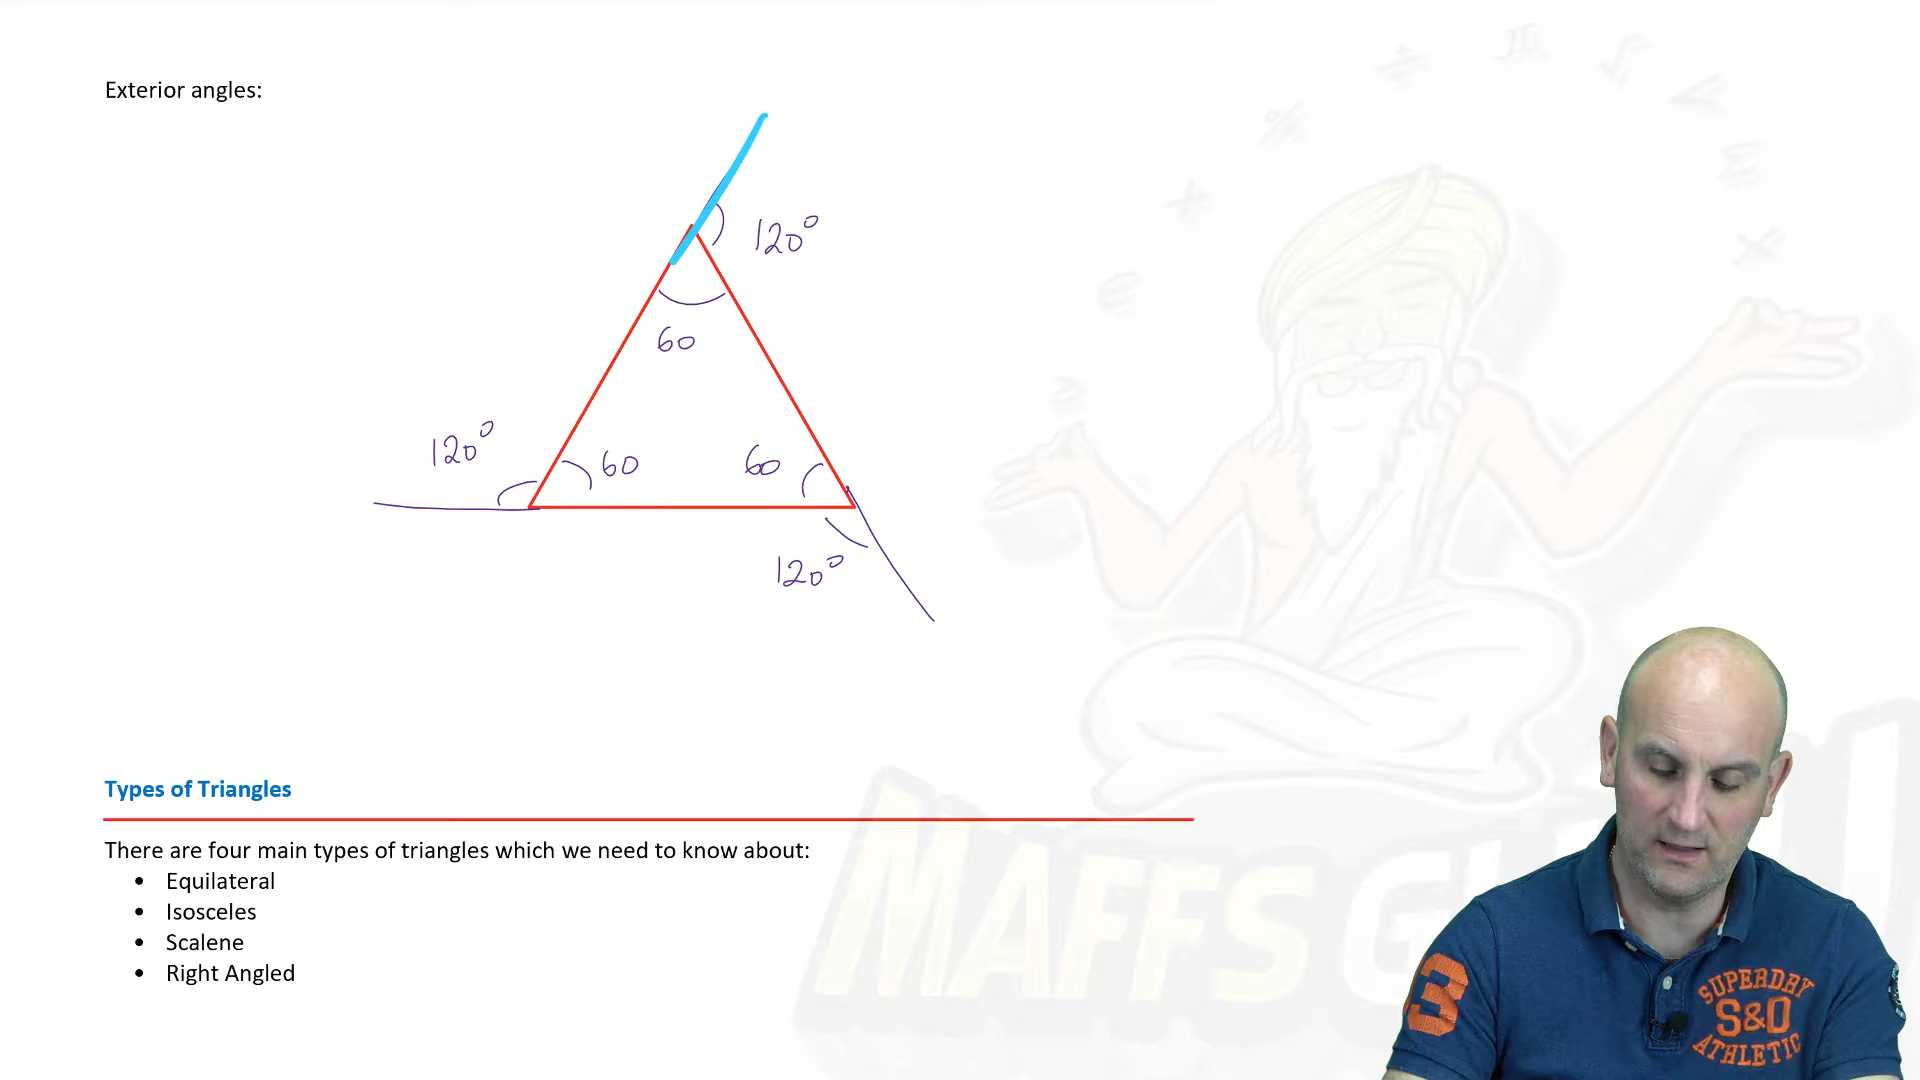 Exterior angles:
120°
60
120°
60
60
120°
Types of Triangles
There are four main types of triangles which we need to know about:
• Equilateral
• Isosceles
• Scalene
• Right Angled
MAFFS G
3
SUPERDRY
S&D
ATHLETIC